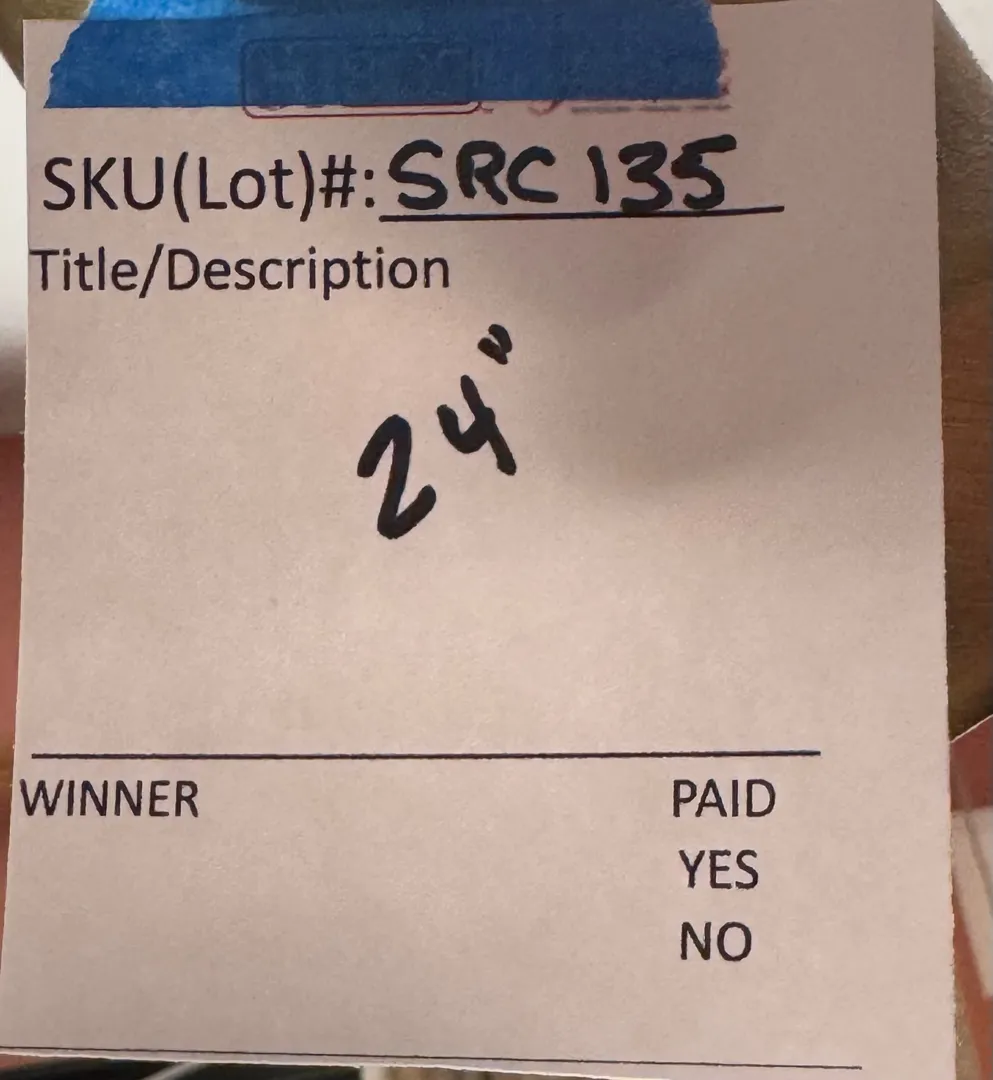 SKU(Lot)#: SRC 135
Title/Description
24"
WINNER PAID
YES
NO